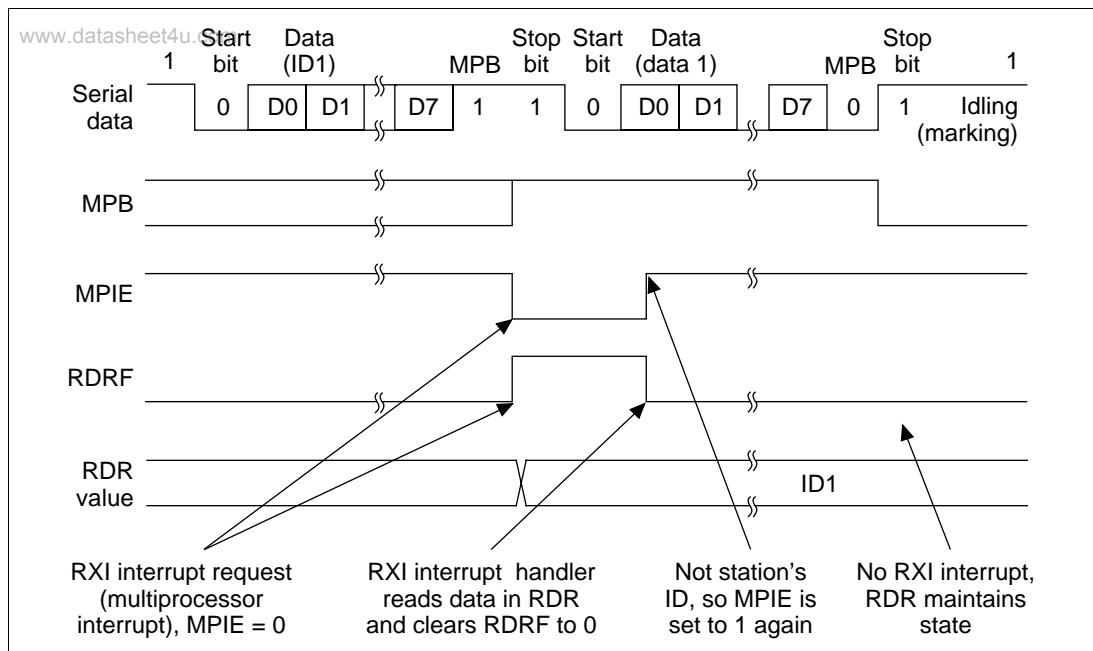 www.datasheet4u.com
Start Data Stop Start Data Stop
1 bit (ID1) MPB bit bit (data 1) MPB bit 1
Serial data 0 D0 D1 D7 1 1 0 D0 D1 D7 0 1 Idling (marking)
MPB
MPIE
RDRF
RDR value ID1
RXI interrupt request
(multiprocessor
interrupt), MPIE = 0
RXI interrupt handler
reads data in RDR
and clears RDRF to 0
Not station's
ID, so MPIE is
set to 1 again
No RXI interrupt,
RDR maintains
state